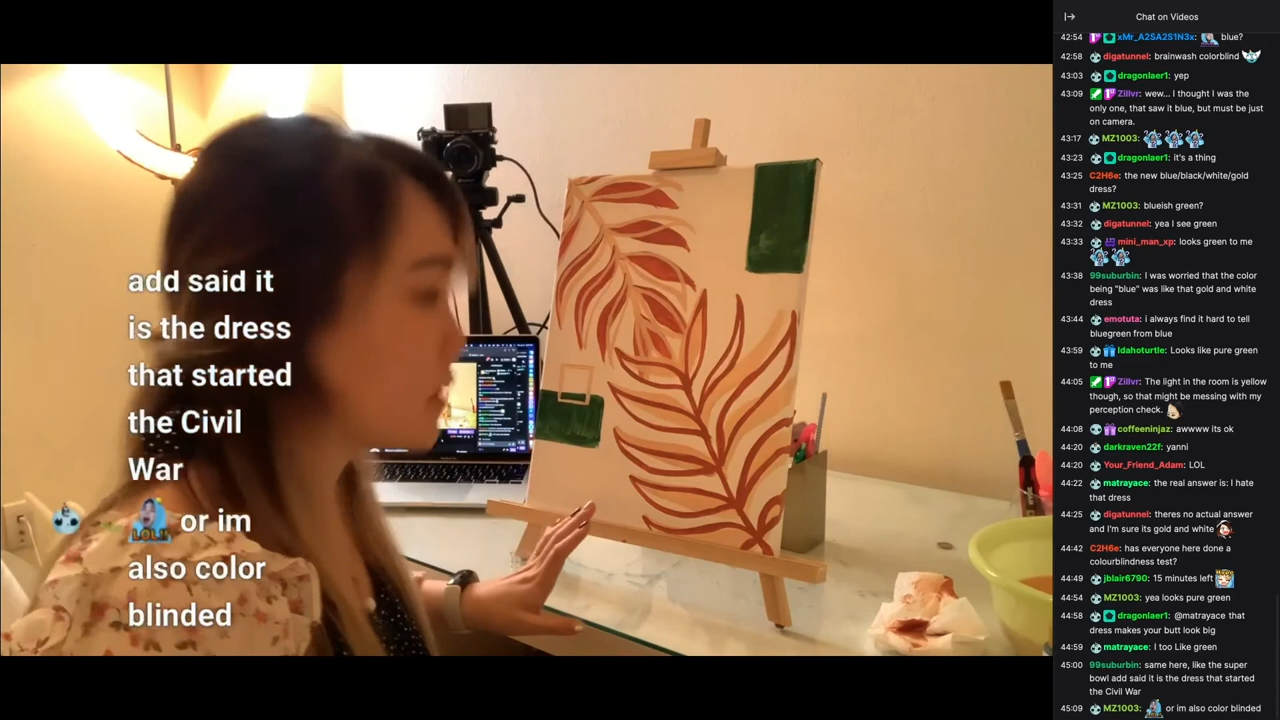 add said it
is the dress
that started
the Civil
War
LOL!! or im
also color
blinded
Chat on Videos
42:54 xMr_A2SA2S1N3x: blue?
42:58 digatunnel: brainwash colorblind
43:03 dragonlaer1: yep
43:09 Zillvr: wew... I thought I was the
only one, that saw it blue, but must be just
on camera.
43:17 MZ1003:
43:23 dragonlaer1: it's a thing
43:25 C2H6e: the new blue/black/white/gold
dress?
43:31 MZ1003: blueish green?
43:32 digatunnel: yea I see green
43:33 mini_man_xp: looks green to me
43:38 99suburbin: I was worried that the color
being "blue" was like that gold and white
dress
43:44 emotuta: i always find it hard to tell
bluegreen from blue
43:59 Idahoturtle: Looks like pure green
to me
44:05 Zillvr: The light in the room is yellow
though, so that might be messing with my
perception check.
44:08 coffeeninjaz: awwww its ok
44:20 darkraven22f: yanni
44:20 Your_Friend_Adam: LOL
44:22 matrayace: the real answer is: I hate
that dress
44:25 digatunnel: theres no actual answer
and I'm sure its gold and white
44:42 C2H6e: has everyone here done a
colourblindness test?
44:49 jblair6790: 15 minutes left
44:54 MZ1003: yea looks pure green
44:58 dragonlaer1: @matrayace that
dress makes your butt look big
44:59 matrayace: I too Like green
45:00 99suburbin: same here, like the super
bowl add said it is the dress that started
the Civil War
45:09 MZ1003: or im also color blinded